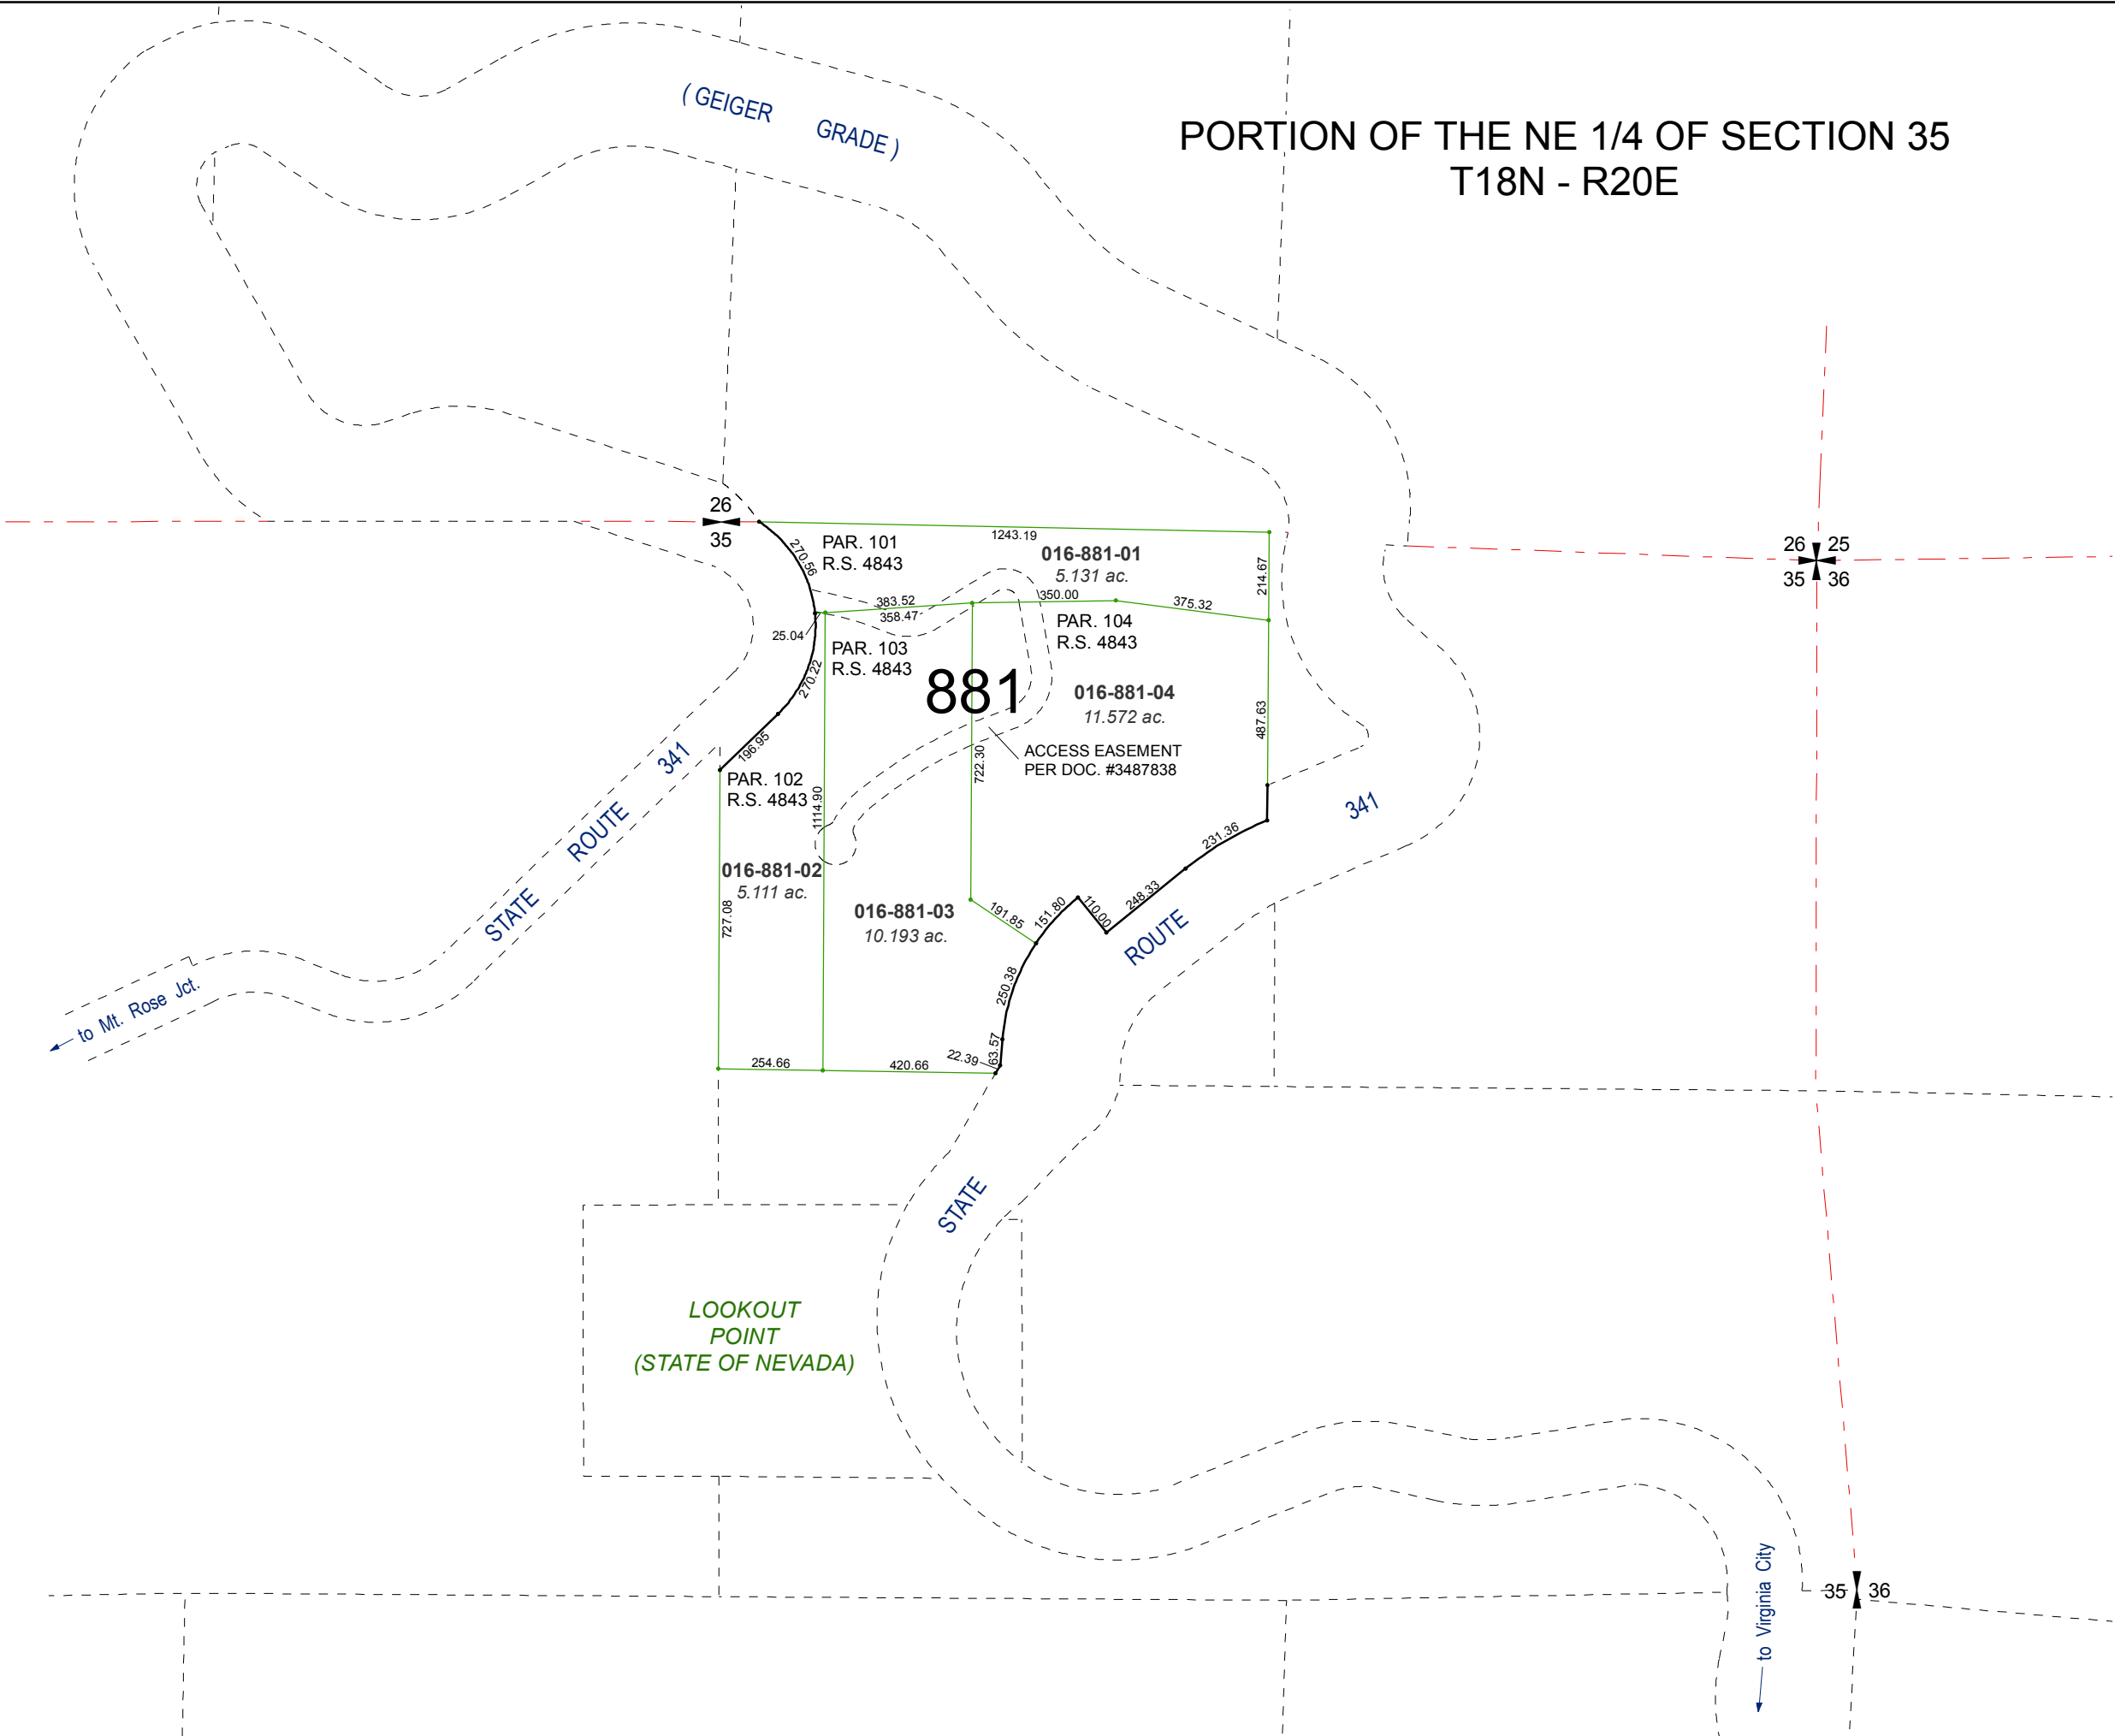 ( GEIGER GRADE )
PORTION OF THE NE 1/4 OF SECTION 35
T18N - R20E
26
35
26 25
35 36
1243.19
270.56
PAR. 101
R.S. 4843
016-881-01
5.131 ac.
214.67
383.52
358.47
350.00
375.32
25.04
PAR. 103
R.S. 4843
PAR. 104
R.S. 4843
270.22
881
016-881-04
11.572 ac.
487.63
196.95
341
ACCESS EASEMENT
PER DOC. #3487838
722.30
PAR. 102
R.S. 4843
1114.90
STATE ROUTE
341
231.36
016-881-02
5.111 ac.
727.08
016-881-03
10.193 ac.
191.85
151.80
110.00
248.33
ROUTE
250.38
63.57
22.39
254.66
420.66
to Mt. Rose Jct.
STATE
LOOKOUT
POINT
(STATE OF NEVADA)
35 36
to Virginia City